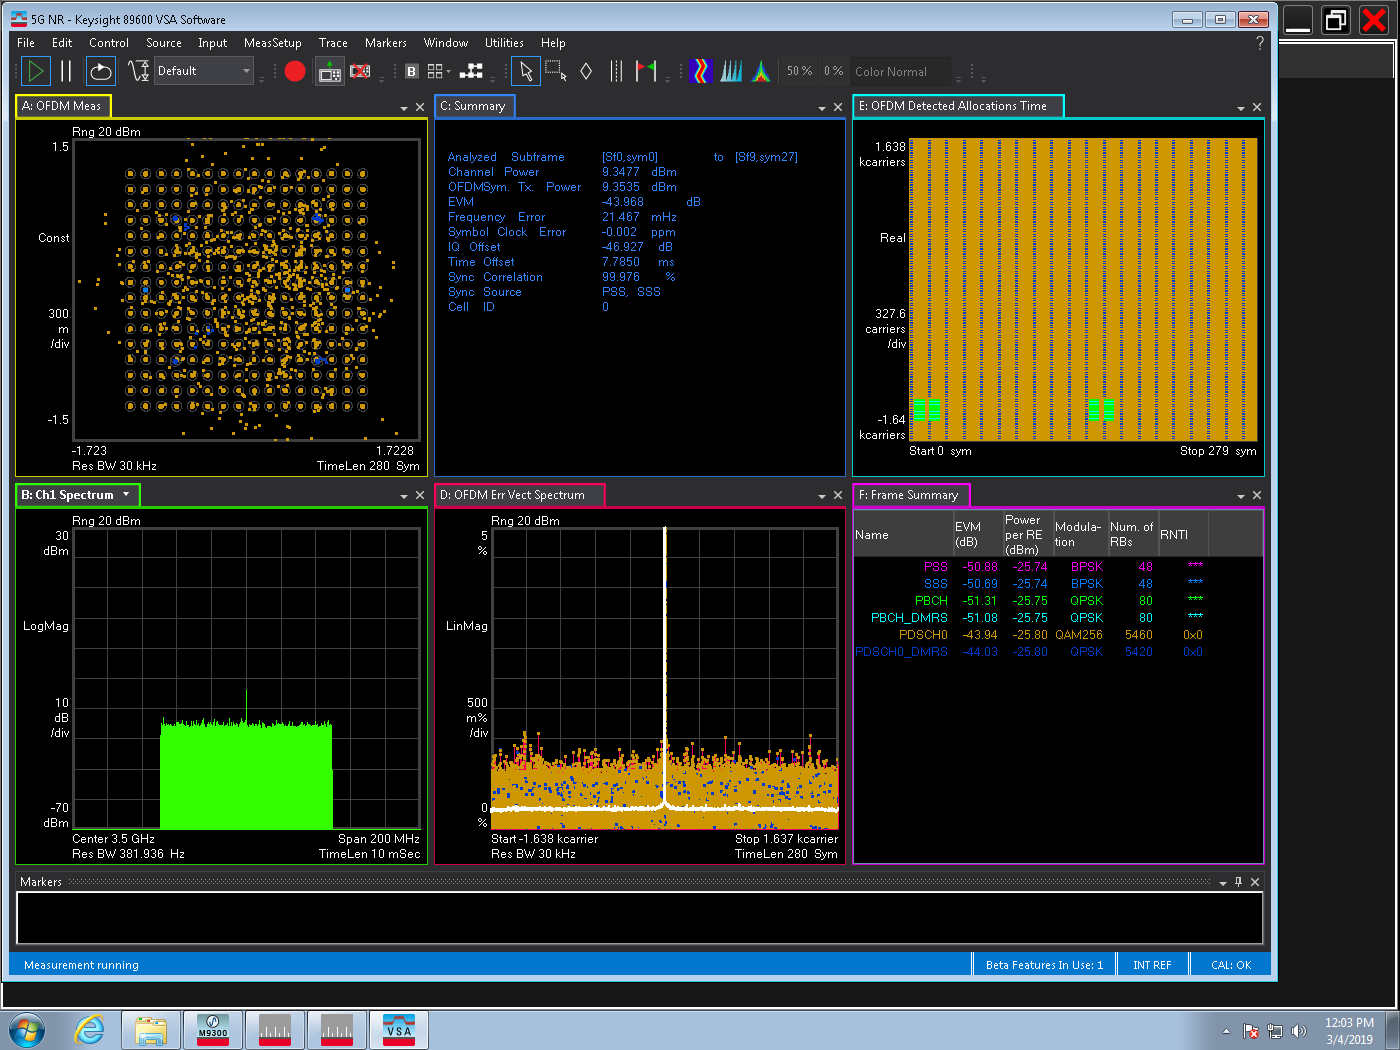 5G NR - Keysight 89600 VSA Software
File Edit Control Source Input MeasSetup Trace Markers Window Utilities Help
?
Default
B
50 % 0 % Color Normal
A: OFDM Meas
Rng 20 dBm
1.5
Const
300
m
/div
-1.5
-1.723 1.7228
Res BW 30 kHz TimeLen 280 Sym
C: Summary
Analyzed Subframe [Sf0,sym0] to [Sf9,sym27]
Channel Power 9.3477 dBm
OFDMSym. Tx. Power 9.3535 dBm
EVM -43.968 dB
Frequency Error 21.467 mHz
Symbol Clock Error -0.002 ppm
IQ Offset -46.927 dB
Time Offset 7.7850 ms
Sync Correlation 99.976 %
Sync Source PSS, SSS
Cell ID 0
E: OFDM Detected Allocations Time
1.638
kcarriers
Real
327.6
carriers
/div
-1.64
kcarriers
Start 0 sym Stop 279 sym
B: Ch1 Spectrum
Rng 20 dBm
30
dBm
LogMag
10
dB
/div
-70
dBm
Center 3.5 GHz Span 200 MHz
Res BW 381.936 Hz TimeLen 10 mSec
D: OFDM Err Vect Spectrum
Rng 20 dBm
5
%
LinMag
500
m%
/div
0
%
Start -1.638 kcarrier Stop 1.637 kcarrier
Res BW 30 kHz TimeLen 280 Sym
F: Frame Summary
Name EVM (dB) Power per RE (dBm) Modula-tion Num. of RBs RNTI
PSS -50.88 -25.74 BPSK 48 ***
SSS -50.69 -25.74 BPSK 48 ***
PBCH -51.31 -25.75 QPSK 80 ***
PBCH_DMRS -51.08 -25.75 QPSK 80 ***
PDSCH0 -43.94 -25.80 QAM256 5460 0x0
PDSCH0_DMRS -44.03 -25.80 QPSK 5420 0x0
Markers
Measurement running
Beta Features In Use: 1 INT REF CAL: OK
M9300
VSA
12:03 PM
3/4/2019